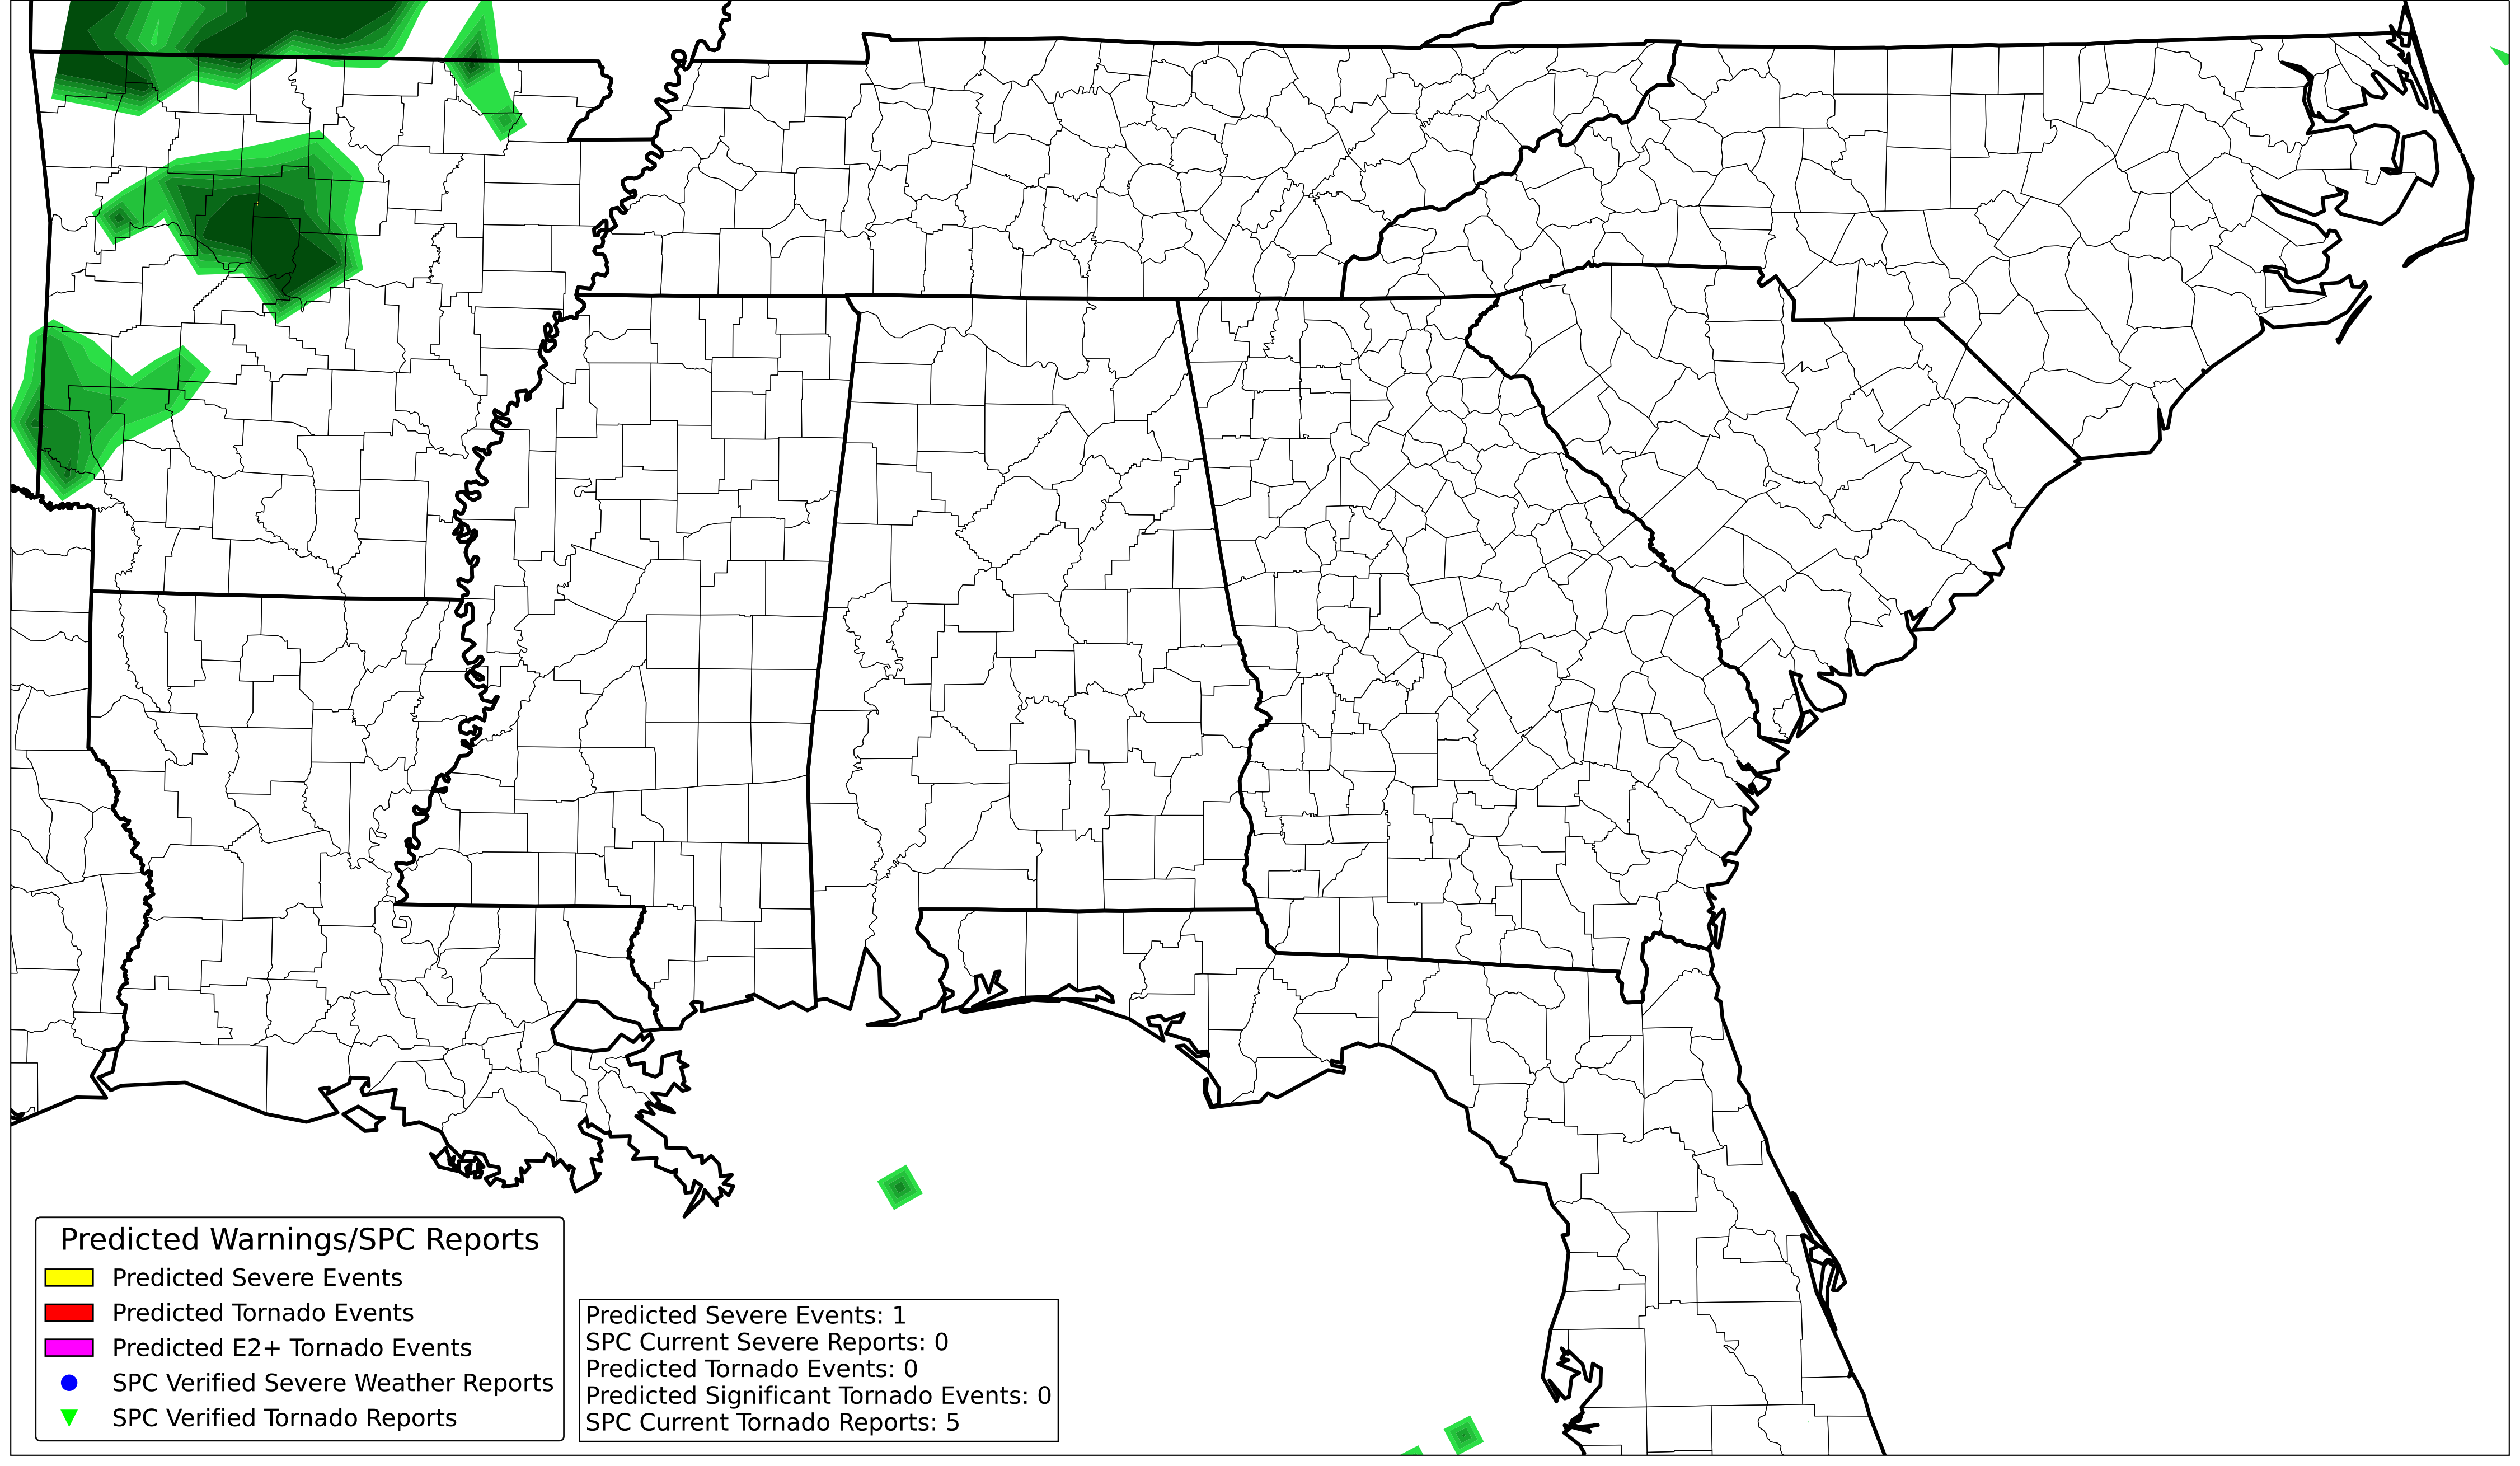 Predicted Warnings/SPC Reports
Predicted Severe Events
Predicted Tornado Events
Predicted E2+ Tornado Events
SPC Verified Severe Weather Reports
SPC Verified Tornado Reports
Predicted Severe Events: 1
SPC Current Severe Reports: 0
Predicted Tornado Events: 0
Predicted Significant Tornado Events: 0
SPC Current Tornado Reports: 5